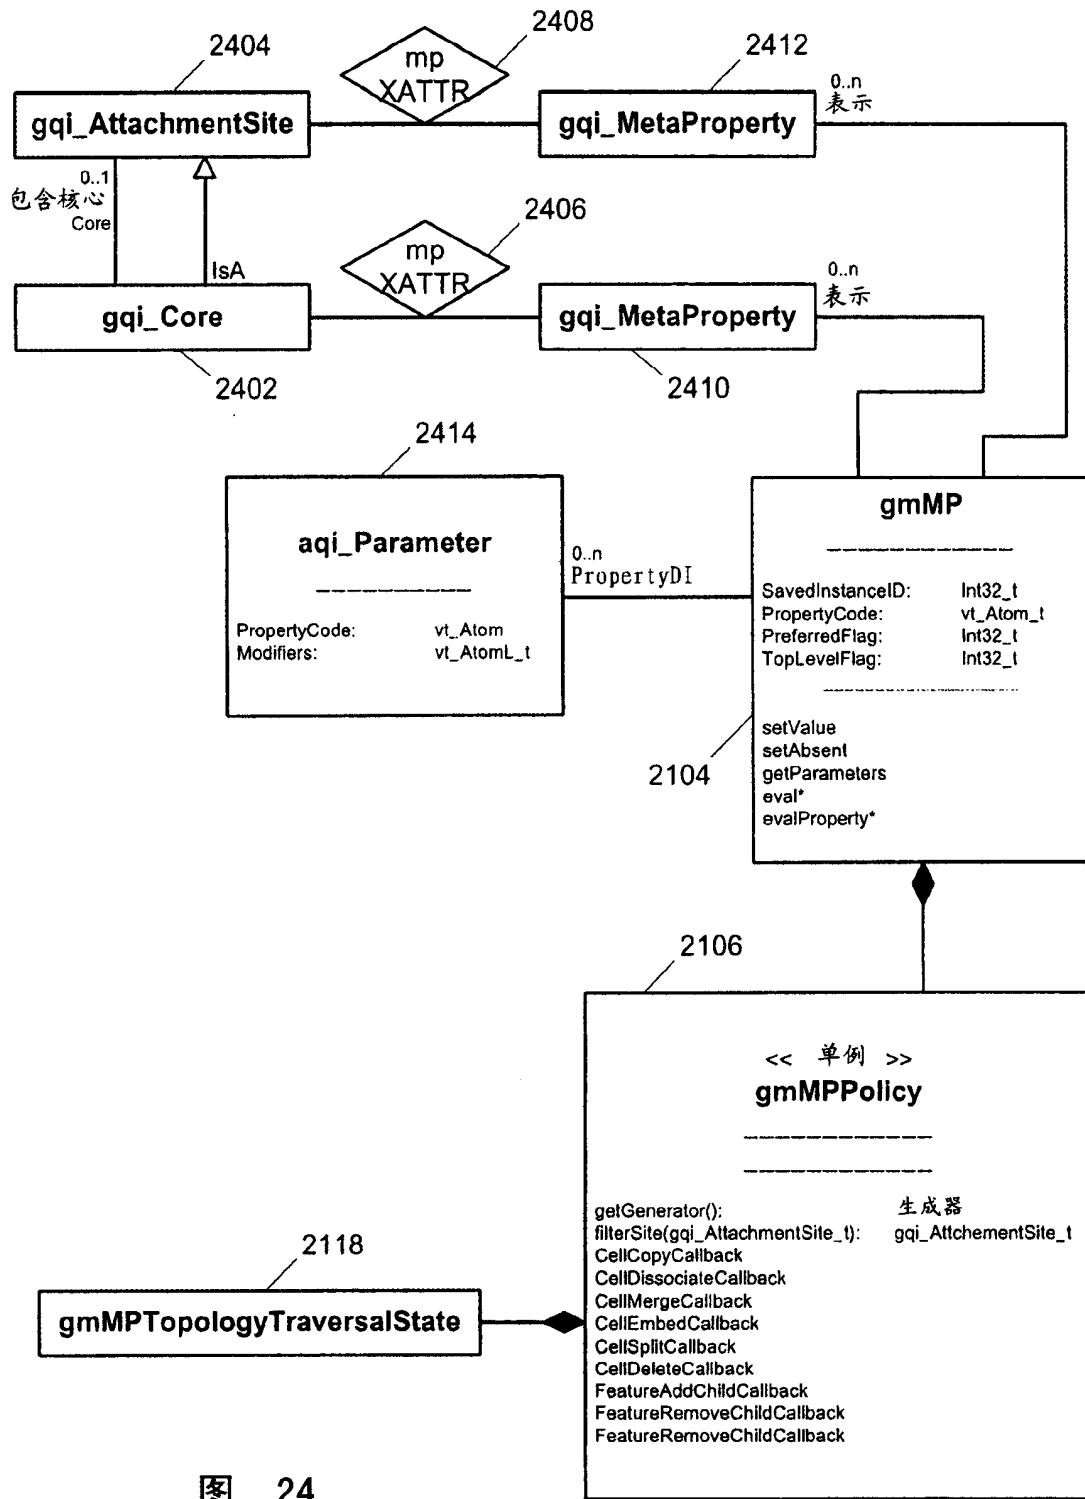 2404
2408
2412
mp
XATTR
gqi_AttachmentSite
gqi_MetaProperty
0..n
表示
0..1
包含核心
Core
IsA
2406
mp
XATTR
gqi_Core
gqi_MetaProperty
0..n
表示
2402
2410
2414
aqi_Parameter
PropertyCode: vt_Atom
Modifiers: vt_AtomL_t
0..n
PropertyDI
gmMP
SavedInstanceID: Int32_t
PropertyCode: vt_Atom_t
PreferredFlag: Int32_t
TopLevelFlag: Int32_t
setValue
setAbsent
getParameters
eval*
evalProperty*
2104
2106
<< 单例 >>
gmMPPolicy
getGenerator(): 生成器
filterSite(gqi_AttachmentSite_t): gqi_AttchementSite_t
CellCopyCallback
CellDissociateCallback
CellMergeCallback
CellEmbedCallback
CellSplitCallback
CellDeleteCallback
FeatureAddChildCallback
FeatureRemoveChildCallback
FeatureRemoveChildCallback
2118
gmMPTopologyTraversalState
图 24